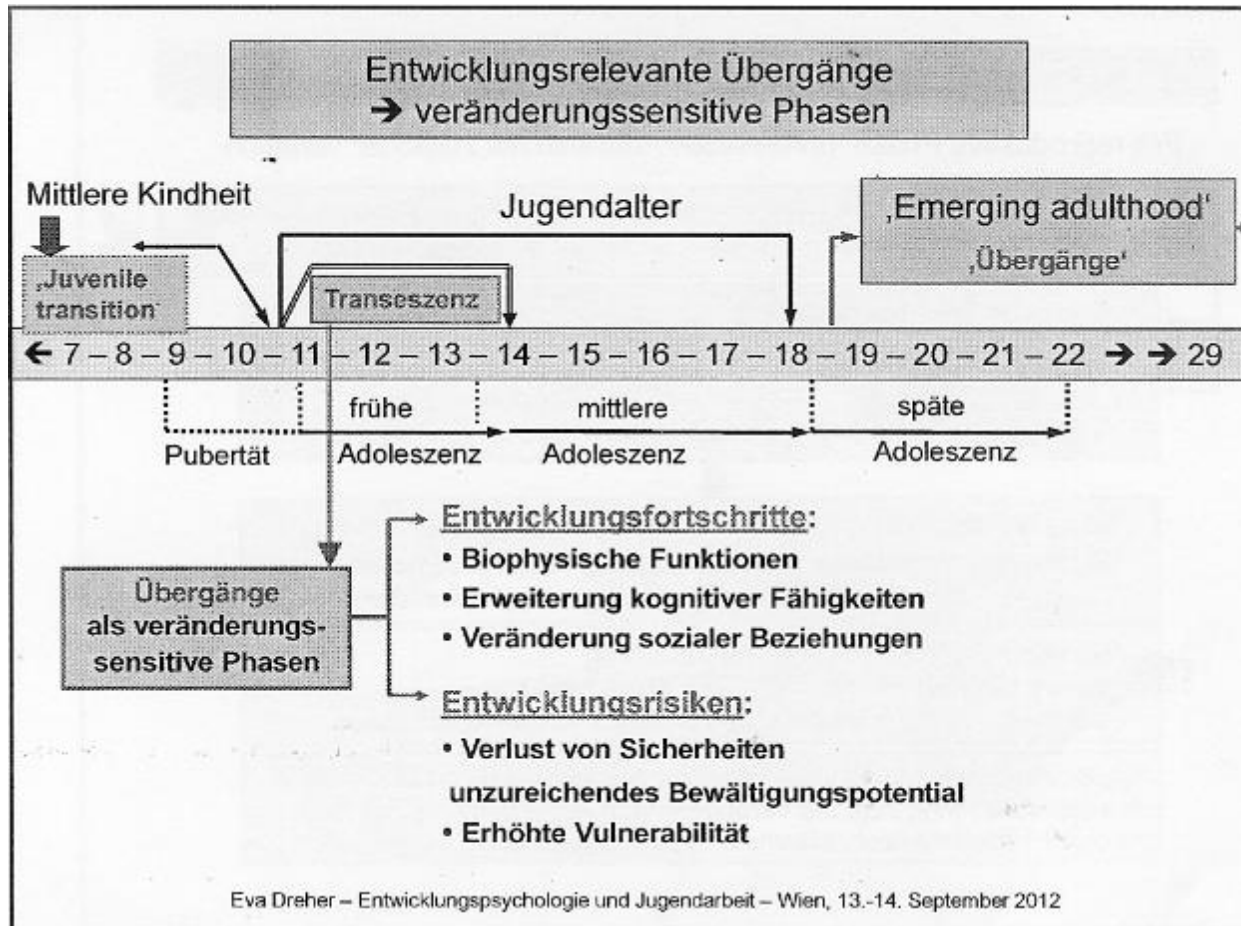 Entwicklungsrelevante Übergänge
➔ veränderungssensitive Phasen
Mittlere Kindheit
Jugendalter
‚Emerging adulthood‘
‚Übergänge‘
‚Juvenile
transition‘
Transeszenz
← 7 – 8 – 9 – 10 – 11 – 12 – 13 – 14 – 15 – 16 – 17 – 18 – 19 – 20 – 21 – 22 ➔ ➔ 29
frühe
mittlere
späte
Pubertät
Adoleszenz
Adoleszenz
Adoleszenz
Übergänge
als veränderungs-
sensitive Phasen
Entwicklungsfortschritte:
• Biophysische Funktionen
• Erweiterung kognitiver Fähigkeiten
• Veränderung sozialer Beziehungen
Entwicklungsrisiken:
• Verlust von Sicherheiten
unzureichendes Bewältigungspotential
• Erhöhte Vulnerabilität
Eva Dreher – Entwicklungspsychologie und Jugendarbeit – Wien, 13.-14. September 2012